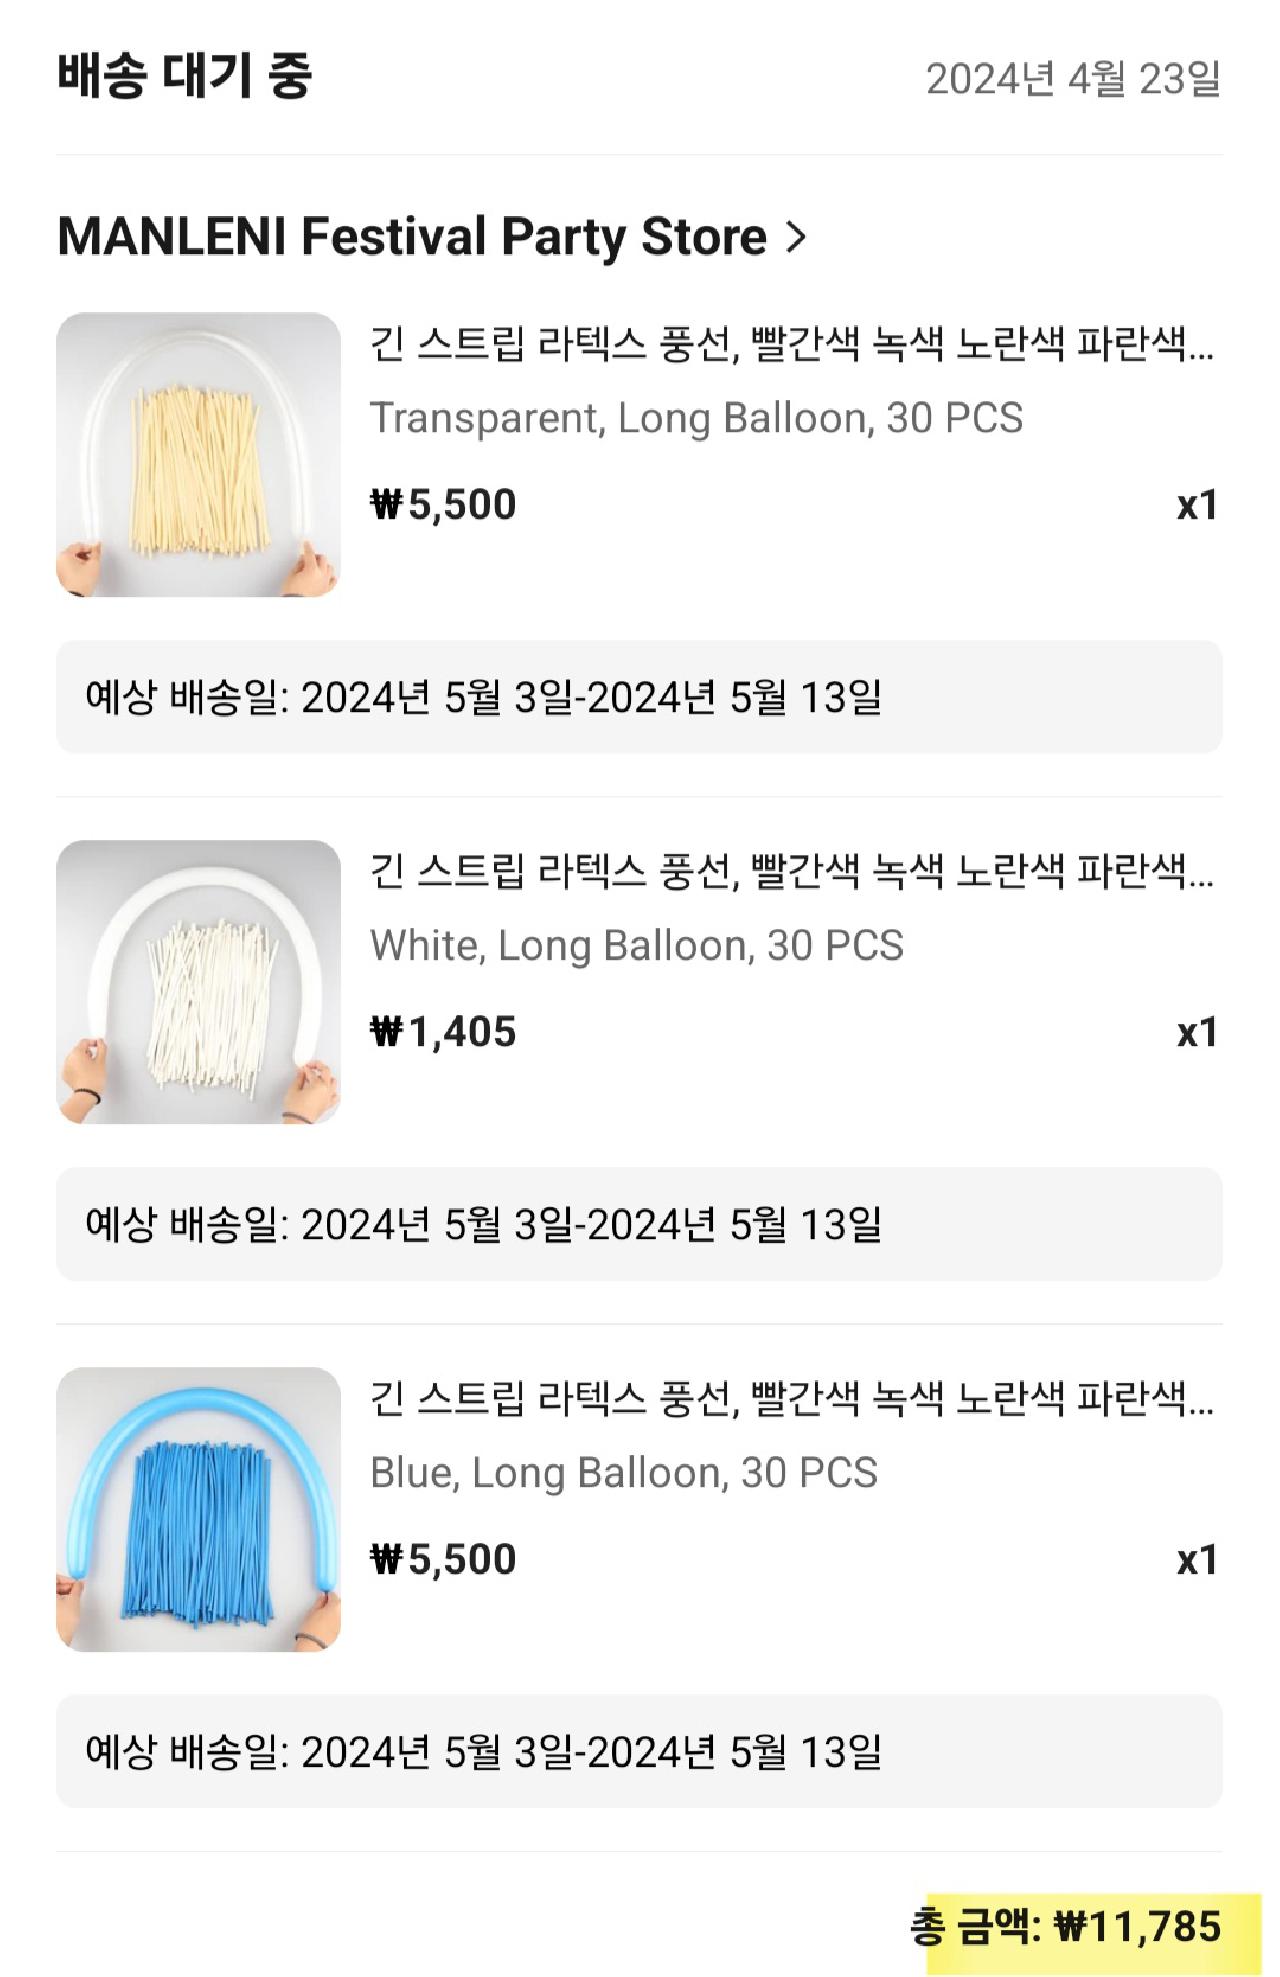 배송 대기 중
2024년 4월 23일
MANLENI Festival Party Store >
긴 스트립 라텍스 풍선, 빨간색 녹색 노란색 파란색...
Transparent, Long Balloon, 30 PCS
₩5,500 x1
예상 배송일: 2024년 5월 3일-2024년 5월 13일
긴 스트립 라텍스 풍선, 빨간색 녹색 노란색 파란색...
White, Long Balloon, 30 PCS
₩1,405 x1
예상 배송일: 2024년 5월 3일-2024년 5월 13일
긴 스트립 라텍스 풍선, 빨간색 녹색 노란색 파란색...
Blue, Long Balloon, 30 PCS
₩5,500 x1
예상 배송일: 2024년 5월 3일-2024년 5월 13일
총 금액: ₩11,785